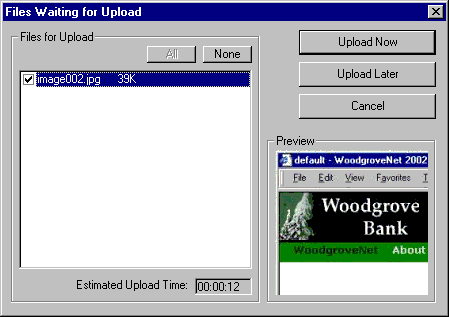 Files Waiting for Upload
Files for Upload
All
None
image002.jpg 39K
Estimated Upload Time: 00:00:12
Upload Now
Upload Later
Cancel
Preview
default - WoodgroveNet 2002
File Edit View Favorites T
Woodgrove
Bank
WoodgroveNet About